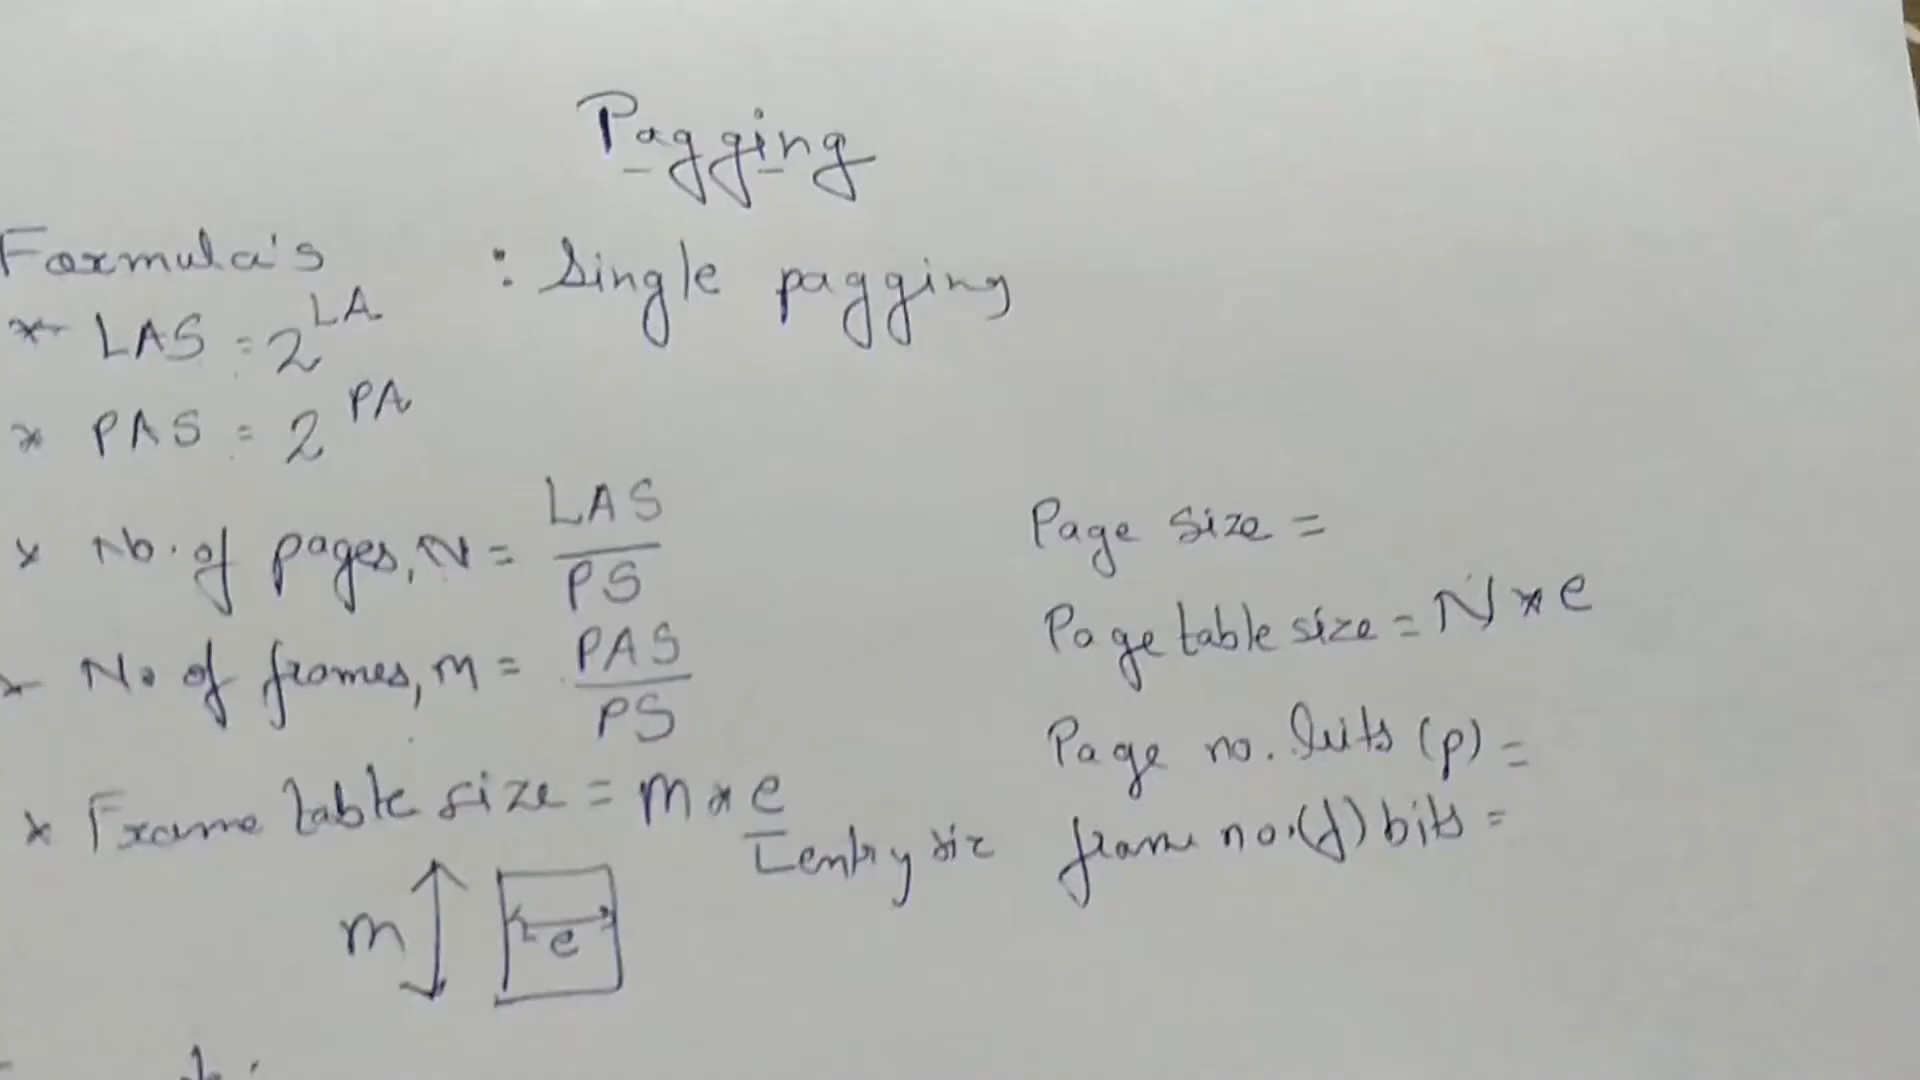 Pagging
Formula's : Single pagging
* LAS = 2^LA
* PAS = 2^PA
* No. of pages, N = LAS / PS
* No. of frames, m = PAS / PS
* Frame table size = m * e
entry siz
m e
Page size =
Page table size = N * e
Page no. bits (p) =
frame no. (f) bits =